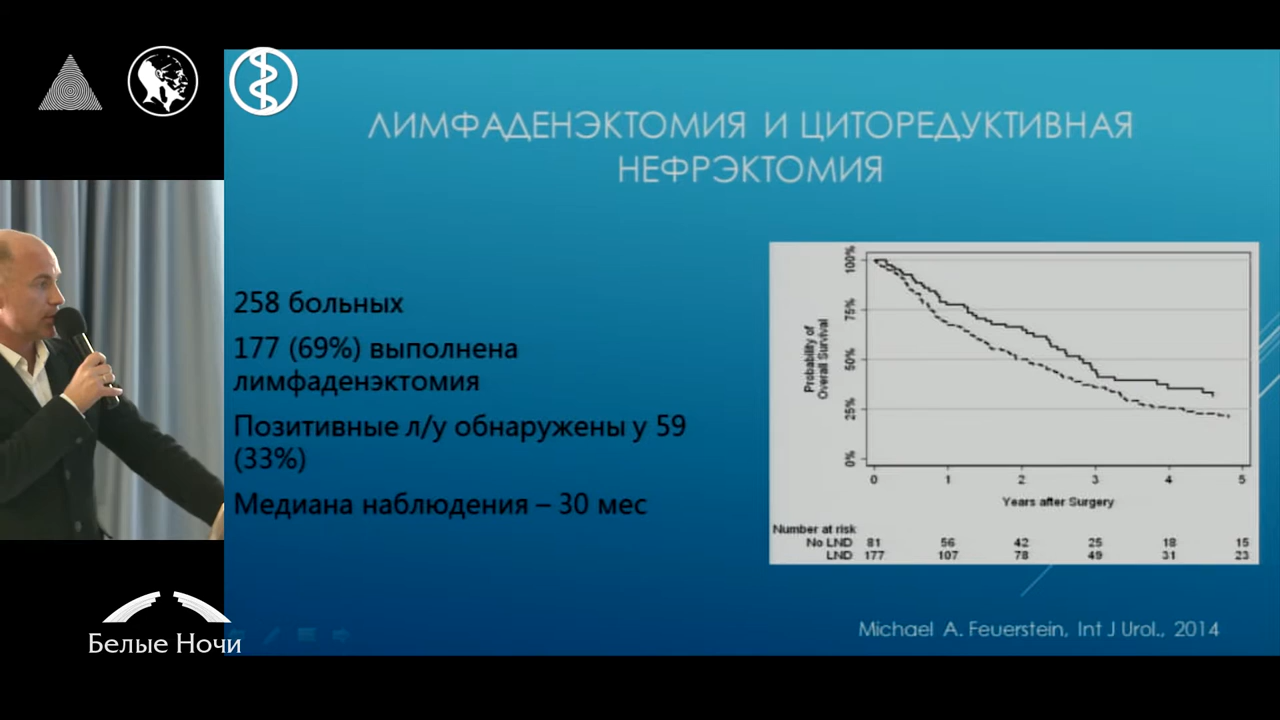 ЛИМФАДЕНЭКТОМИЯ И ЦИТОРЕДУКТИВНАЯ
НЕФРЭКТОМИЯ
258 больных
177 (69%) выполнена
лимфаденэктомия
Позитивные л/у обнаружены у 59
(33%)
Медиана наблюдения – 30 мес
Probability of
Overall Survival
100%
75%
50%
25%
0%
0 1 2 3 4 5
Years after Surgery
Number at risk
No LND 81 56 42 25 18 15
LND 177 107 78 49 31 23
Michael A. Feuerstein, Int J Urol., 2014
Белые Ночи